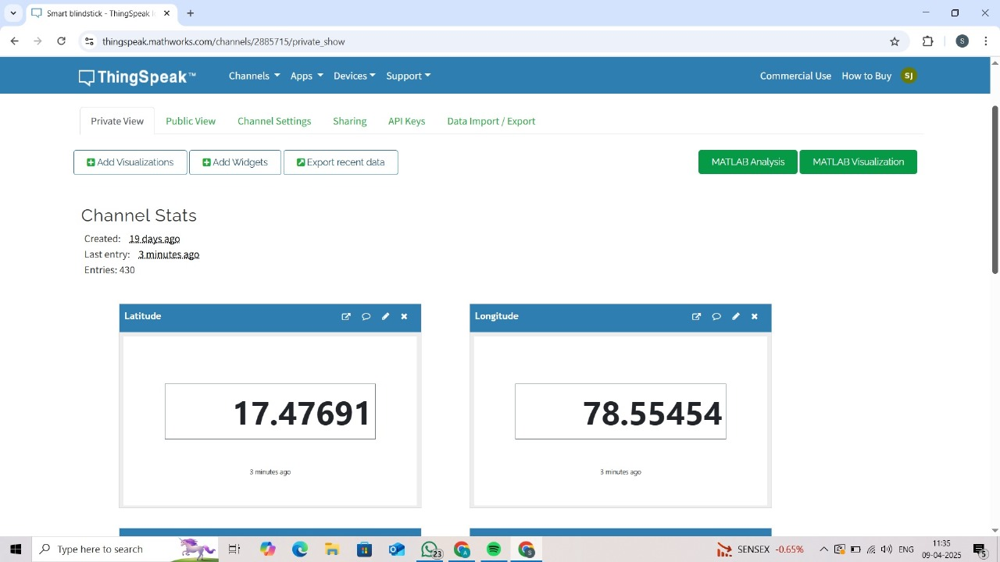 Smart blindstick - ThingSpeak I
thingspeak.mathworks.com/channels/2885715/private_show
S
ThingSpeak™ Channels Apps Devices Support Commercial Use How to Buy SJ
Private View Public View Channel Settings Sharing API Keys Data Import / Export
Add Visualizations Add Widgets Export recent data MATLAB Analysis MATLAB Visualization
Channel Stats
Created: 19 days ago
Last entry: 3 minutes ago
Entries: 430
Latitude Longitude
17.47691 78.55454
3 minutes ago 3 minutes ago
Type here to search 23 A S SENSEX -0.65% ENG 11:35
09-04-2025 5